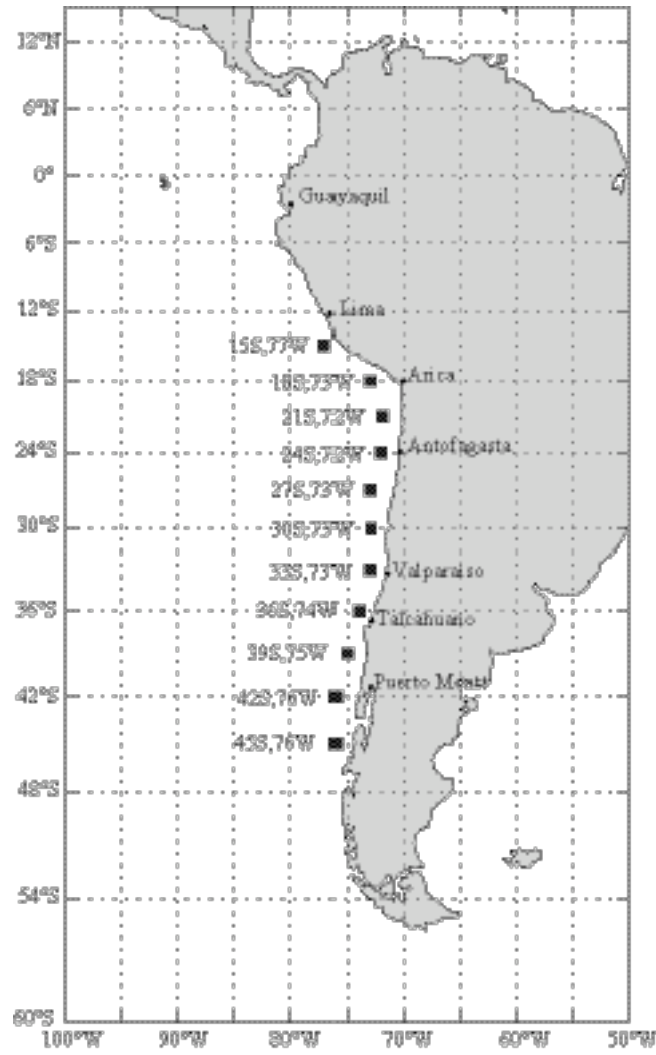 12°N
6°N
0°
Guayaquil
6°S
12°S
Lima
15S,77W
18°S
18S,73W
Arica
21S,72W
24°S
24S,72W
Antofagasta
27S,73W
30°S
30S,73W
33S,73W
Valparaiso
36°S
36S,74W
Talcahuano
39S,75W
Puerto Montt
42°S
42S,76W
45S,76W
48°S
54°S
60°S
100°W 90°W 80°W 70°W 60°W 50°W